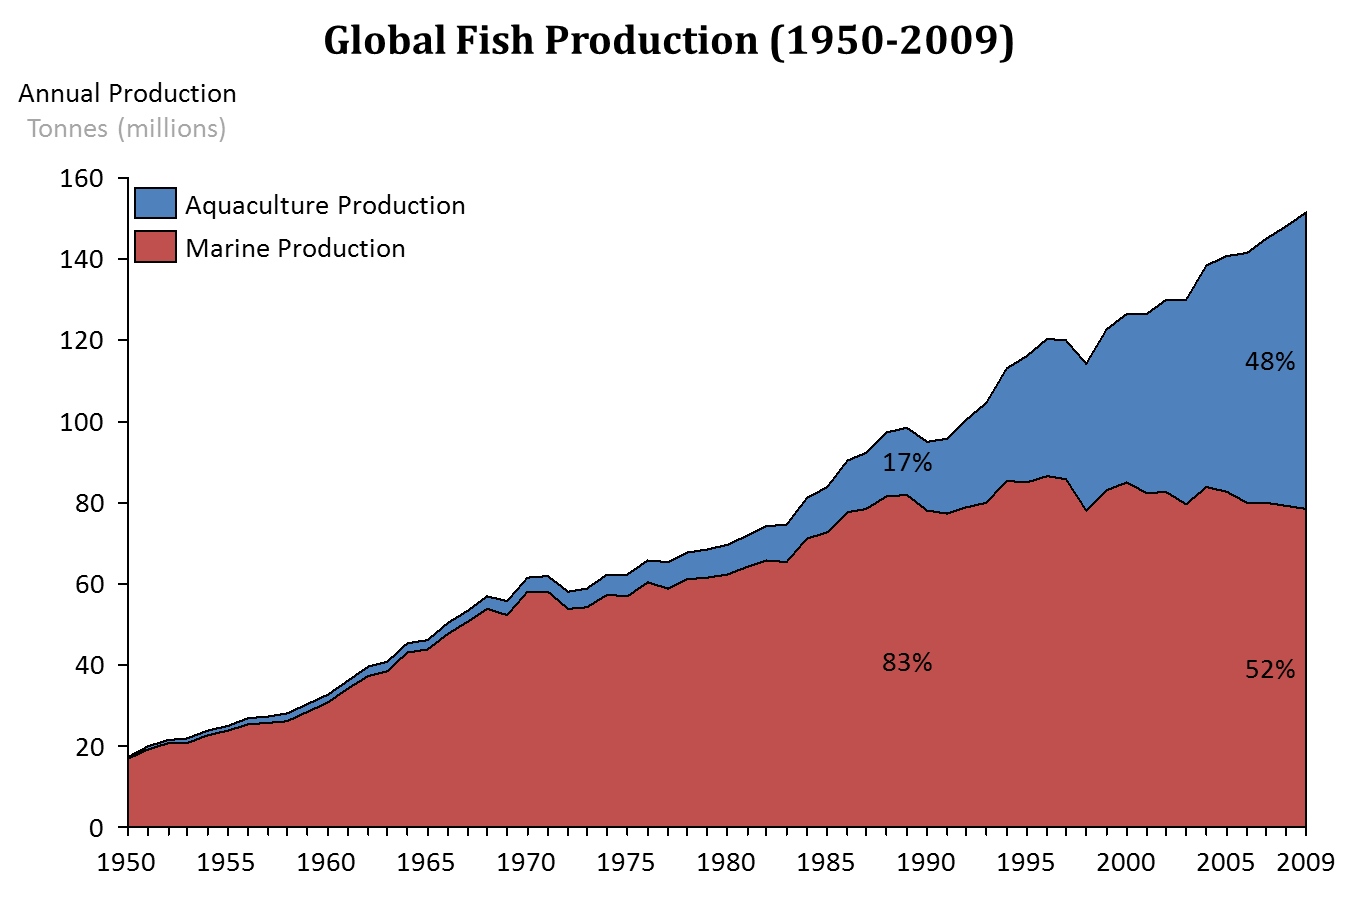 Global Fish Production (1950-2009)
Annual Production
Tonnes (millions)
160
140
120
100
80
60
40
20
0
Aquaculture Production
Marine Production
48%
17%
83%
52%
1950 1955 1960 1965 1970 1975 1980 1985 1990 1995 2000 2005 2009